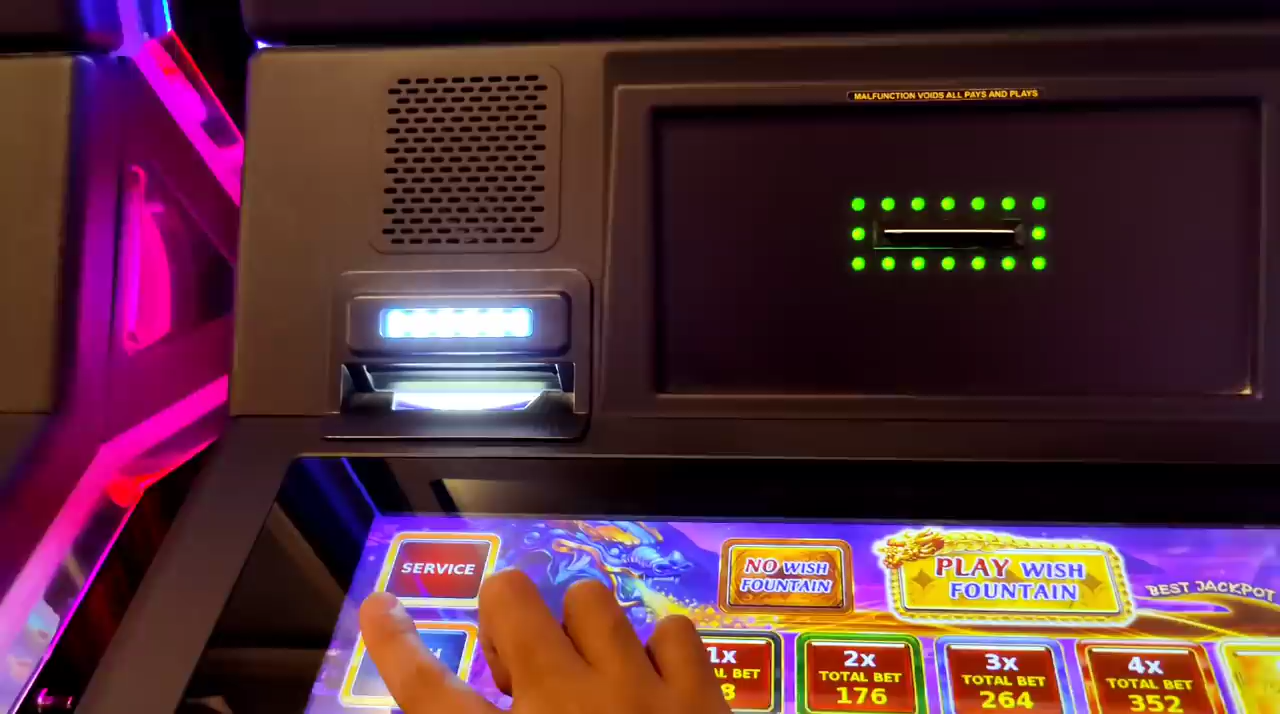 MALFUNCTION VOIDS ALL PAYS AND PLAYS
SERVICE
NO WISH
FOUNTAIN
PLAY WISH
FOUNTAIN
BEST JACKPOT
1X
TOTAL BET
2X
TOTAL BET
176
3X
TOTAL BET
264
4X
TOTAL BET
352